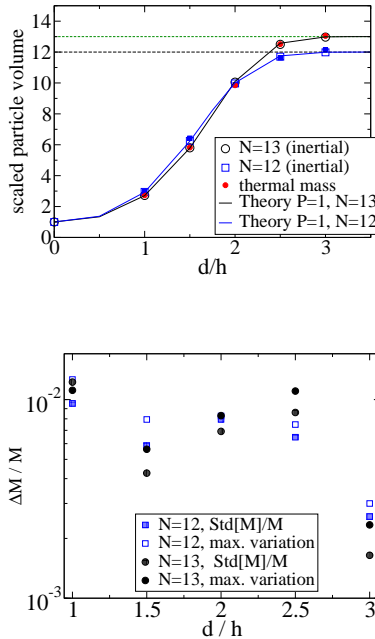 14
12
10
8
6
4
2
0
scaled particle volume
N=13 (inertial)
N=12 (inertial)
thermal mass
Theory P=1, N=13
Theory P=1, N=12
0 1 2 3
d/h
10⁻²
10⁻³
ΔM / M
N=12, Std[M]/M
N=12, max. variation
N=13, Std[M]/M
N=13, max. variation
1 1.5 2 2.5 3
d / h